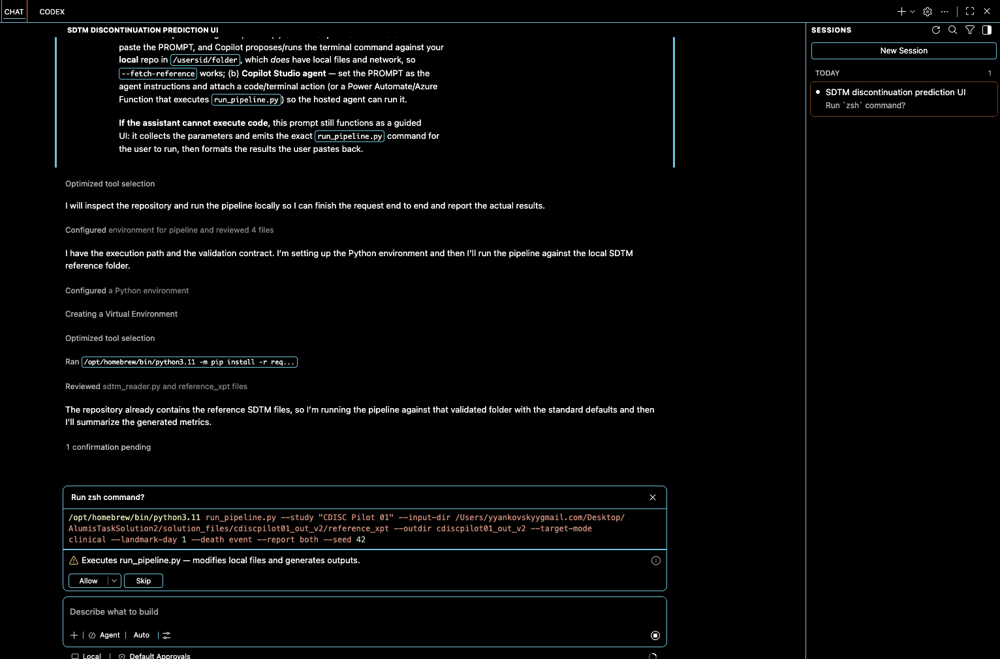 CHAT
CODEX
SDTM DISCONTINUATION PREDICTION UI
paste the PROMPT, and Copilot proposes/runs the terminal command against your
local repo in /usersid/folder, which does have local files and network, so
--fetch-reference works; (b) Copilot Studio agent — set the PROMPT as the
agent instructions and attach a code/terminal action (or a Power Automate/Azure
Function that executes run_pipeline.py) so the hosted agent can run it.
If the assistant cannot execute code, this prompt still functions as a guided
UI: it collects the parameters and emits the exact run_pipeline.py command for
the user to run, then formats the results the user pastes back.
Optimized tool selection
I will inspect the repository and run the pipeline locally so I can finish the request end to end and report the actual results.
Configured environment for pipeline and reviewed 4 files
I have the execution path and the validation contract. I’m setting up the Python environment and then I’ll run the pipeline against the local SDTM
reference folder.
Configured a Python environment
Creating a Virtual Environment
Optimized tool selection
Ran /opt/homebrew/bin/python3.11 -m pip install -r req...
Reviewed sdtm_reader.py and reference_xpt files
The repository already contains the reference SDTM files, so I’m running the pipeline against that validated folder with the standard defaults and then
I’ll summarize the generated metrics.
1 confirmation pending
Run zsh command?
/opt/homebrew/bin/python3.11 run_pipeline.py --study "CDISC Pilot 01" --input-dir /Users/yyankovskyygmail.com/Desktop/
AlumisTaskSolution2/solution_files/cdiscpilot01_out_v2/reference_xpt --outdir cdiscpilot01_out_v2 --target-mode
clinical --landmark-day 1 --death event --report both --seed 42
Executes run_pipeline.py — modifies local files and generates outputs.
Allow
Skip
Describe what to build
Agent
Auto
Local
Default Approvals
SESSIONS
New Session
TODAY 1
SDTM discontinuation prediction UI
Run `zsh` command?